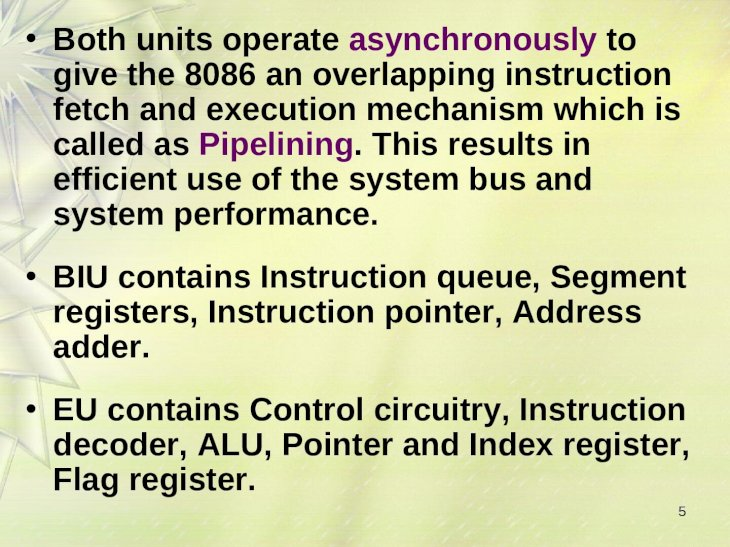 • Both units operate asynchronously to
give the 8086 an overlapping instruction
fetch and execution mechanism which is
called as Pipelining. This results in
efficient use of the system bus and
system performance.
• BIU contains Instruction queue, Segment
registers, Instruction pointer, Address
adder.
• EU contains Control circuitry, Instruction
decoder, ALU, Pointer and Index register,
Flag register.
5